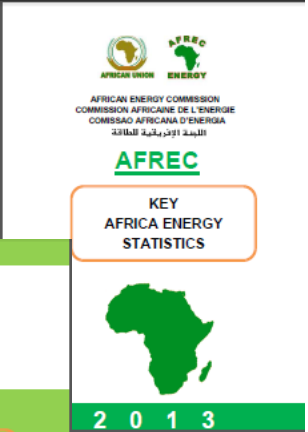 AFREC
AFRICAN UNION
ENERGY
AFRICAN ENERGY COMMISSION
COMMISSION AFRICAINE DE L'ENERGIE
COMISSAO AFRICANA D'ENERGIA
اللجنة الإفريقية للطاقة
AFREC
KEY
AFRICA ENERGY
STATISTICS
2 0 1 3